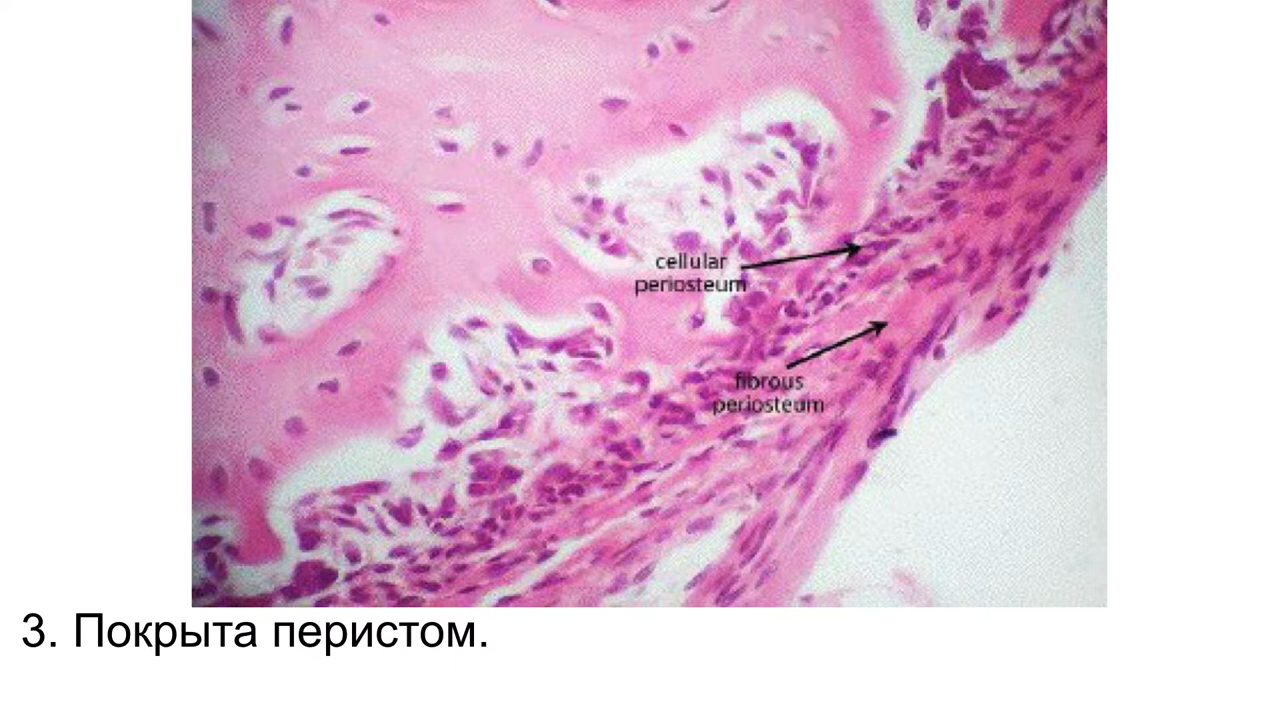 cellular
periosteum
fibrous
periosteum
3. Покрыта перистом.